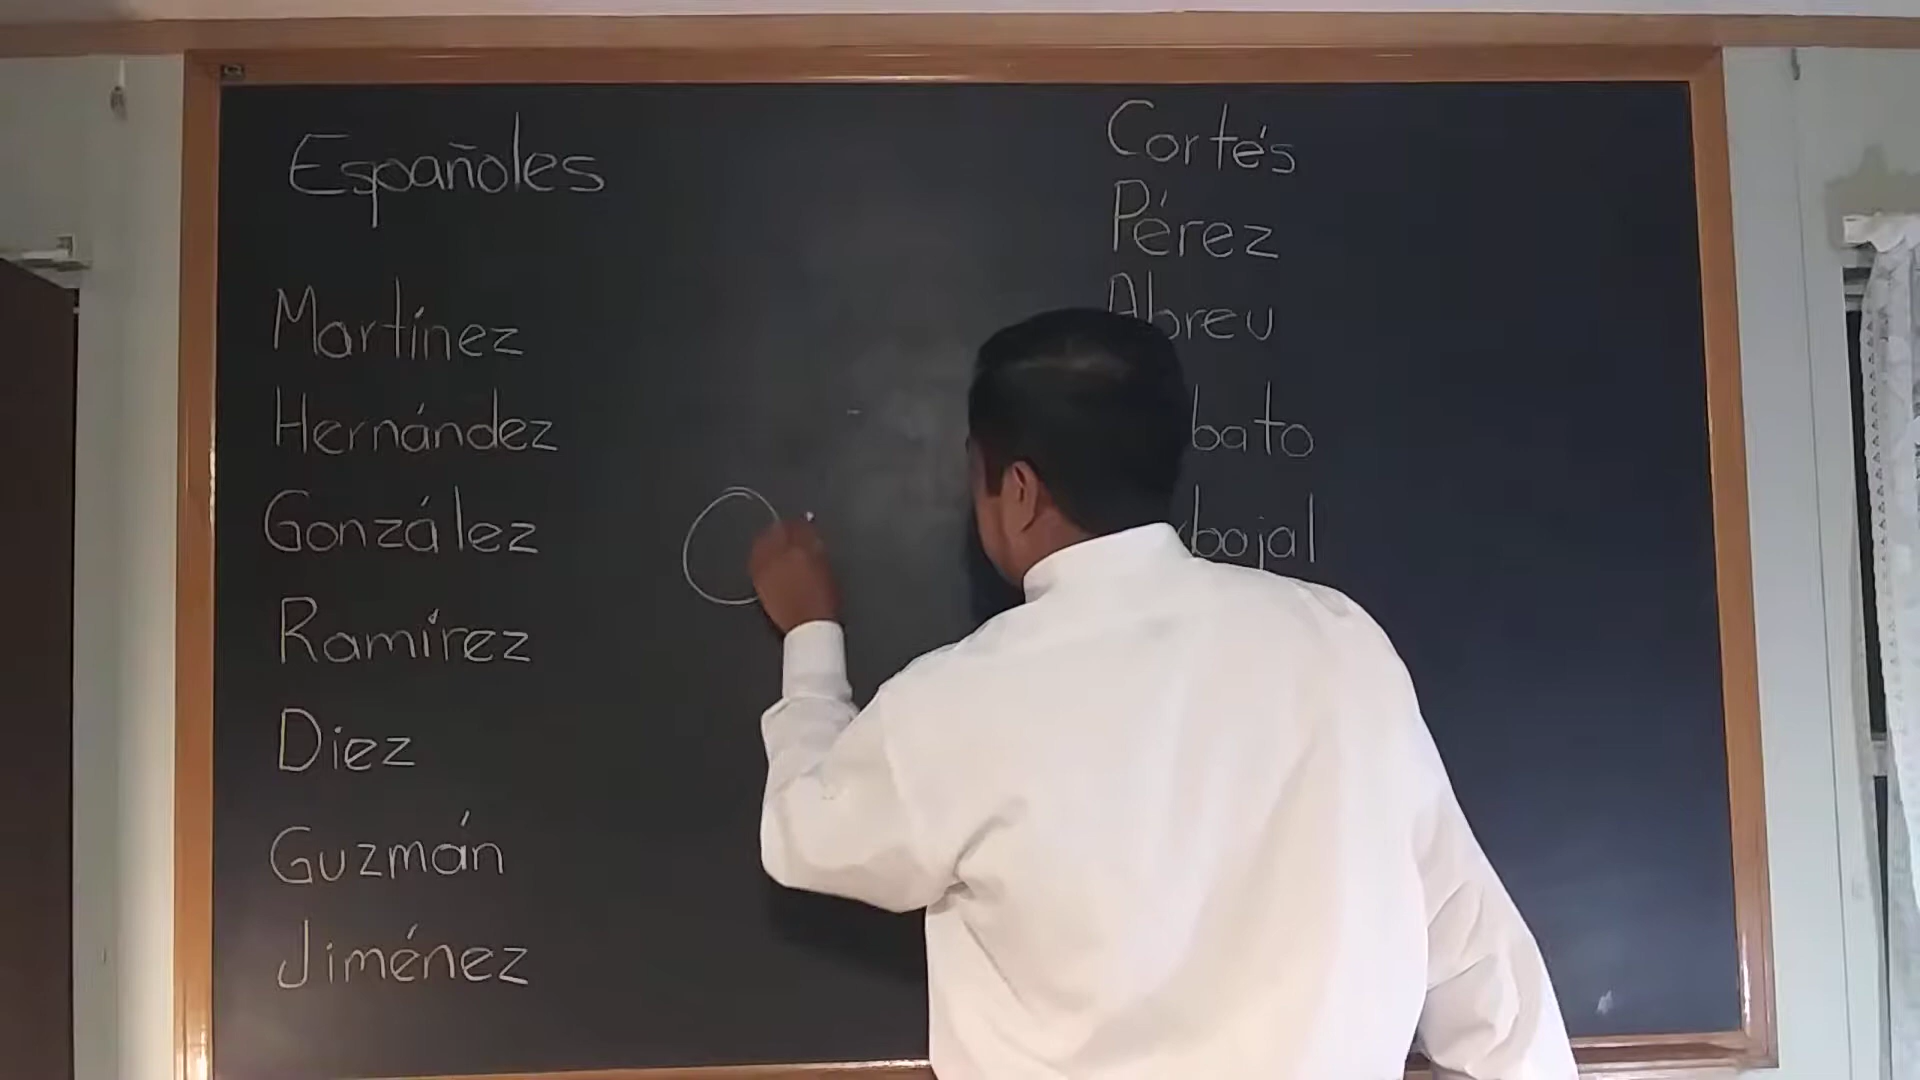 Españoles
Martínez
Hernández
González
Ramírez
Diez
Guzmán
Jiménez
Cortés
Pérez
Abreu